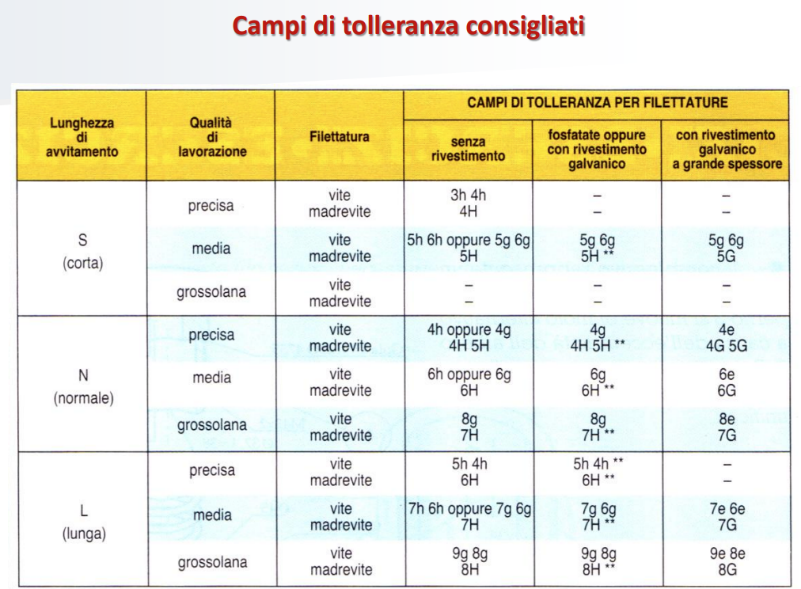 Campi di tolleranza consigliati
Lunghezza di avvitamento | Qualità di lavorazione | Filettatura | CAMPI DI TOLLERANZA PER FILETTATURE
senza rivestimento | fosfatate oppure con rivestimento galvanico | con rivestimento galvanico a grande spessore
S (corta)
precisa
vite 3h 4h – –
madrevite 4H – –
media
vite 5h 6h oppure 5g 6g 5g 6g 5g 6g
madrevite 5H 5H ** 5G
grossolana
vite – – –
madrevite – – –
N (normale)
precisa
vite 4h oppure 4g 4g 4e
madrevite 4H 5H 4H 5H ** 4G 5G
media
vite 6h oppure 6g 6g 6e
madrevite 6H 6H ** 6G
grossolana
vite 8g 8g 8e
madrevite 7H 7H ** 7G
L (lunga)
precisa
vite 5h 4h 5h 4h ** –
madrevite 6H 6H ** –
media
vite 7h 6h oppure 7g 6g 7g 6g 7e 6e
madrevite 7H 7H ** 7G
grossolana
vite 9g 8g 9g 8g 9e 8e
madrevite 8H 8H ** 8G